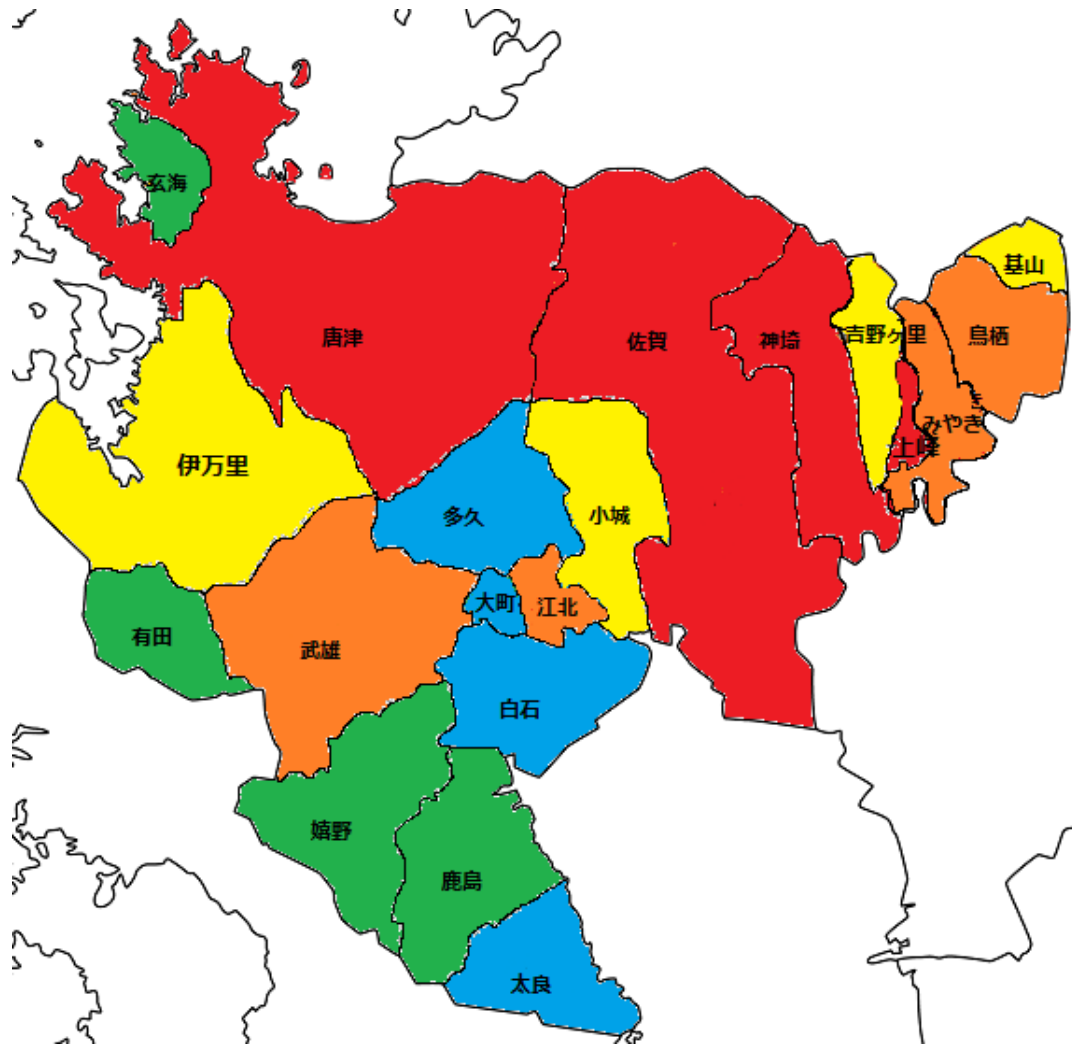 玄海
基山
唐津
佐賀
神埼
吉野ヶ里
鳥栖
みやき
上峰
伊万里
多久
小城
大町
江北
有田
武雄
白石
嬉野
鹿島
太良